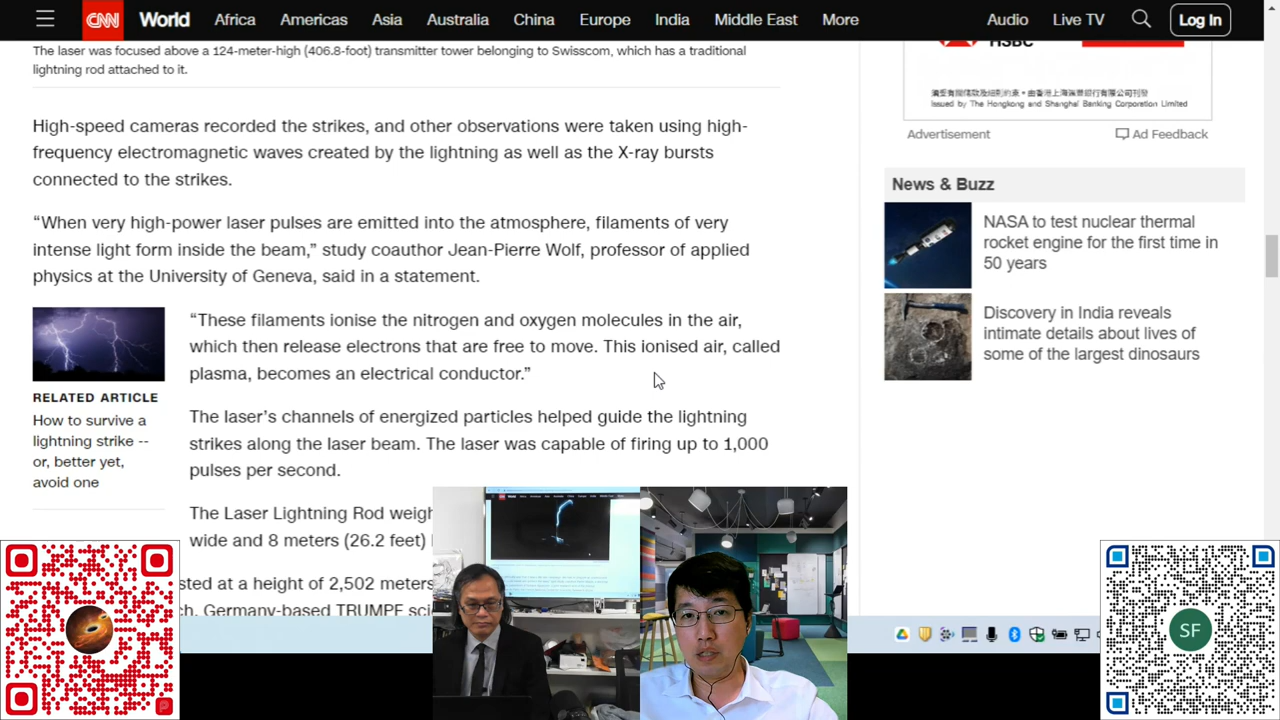 CNN World Africa Americas Asia Australia China Europe India Middle East More Audio Live TV Log In
The laser was focused above a 124-meter-high (406.8-foot) transmitter tower belonging to Swisscom, which has a traditional
lightning rod attached to it.
High-speed cameras recorded the strikes, and other observations were taken using high-
frequency electromagnetic waves created by the lightning as well as the X-ray bursts
connected to the strikes.
“When very high-power laser pulses are emitted into the atmosphere, filaments of very
intense light form inside the beam,” study coauthor Jean-Pierre Wolf, professor of applied
physics at the University of Geneva, said in a statement.
“These filaments ionise the nitrogen and oxygen molecules in the air,
which then release electrons that are free to move. This ionised air, called
plasma, becomes an electrical conductor.”
RELATED ARTICLE
How to survive a
lightning strike --
or, better yet,
avoid one
The laser’s channels of energized particles helped guide the lightning
strikes along the laser beam. The laser was capable of firing up to 1,000
pulses per second.
The Laser Lightning Rod weigh
wide and 8 meters (26.2 feet)
sted at a height of 2,502 meters
ch, Germany-based TRUMPF sci
HSBC
Issued by The Hongkong and Shanghai Banking Corporation Limited
Advertisement
Ad Feedback
News & Buzz
NASA to test nuclear thermal
rocket engine for the first time in
50 years
Discovery in India reveals
intimate details about lives of
some of the largest dinosaurs
SF